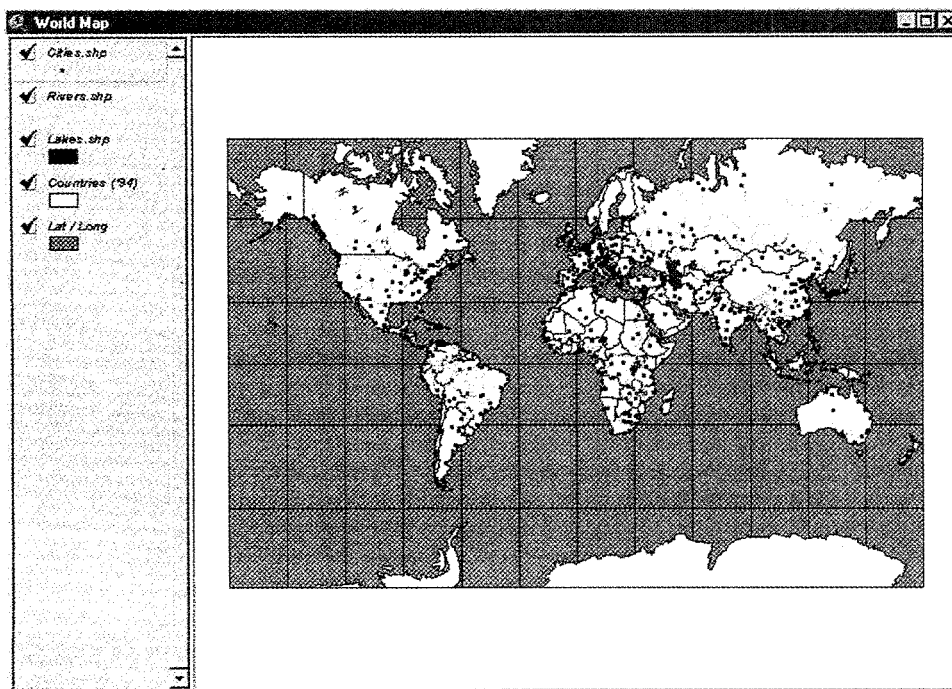 World Map
Cities.shp
Rivers.shp
Lakes.shp
Countries ('94)
Lat / Long